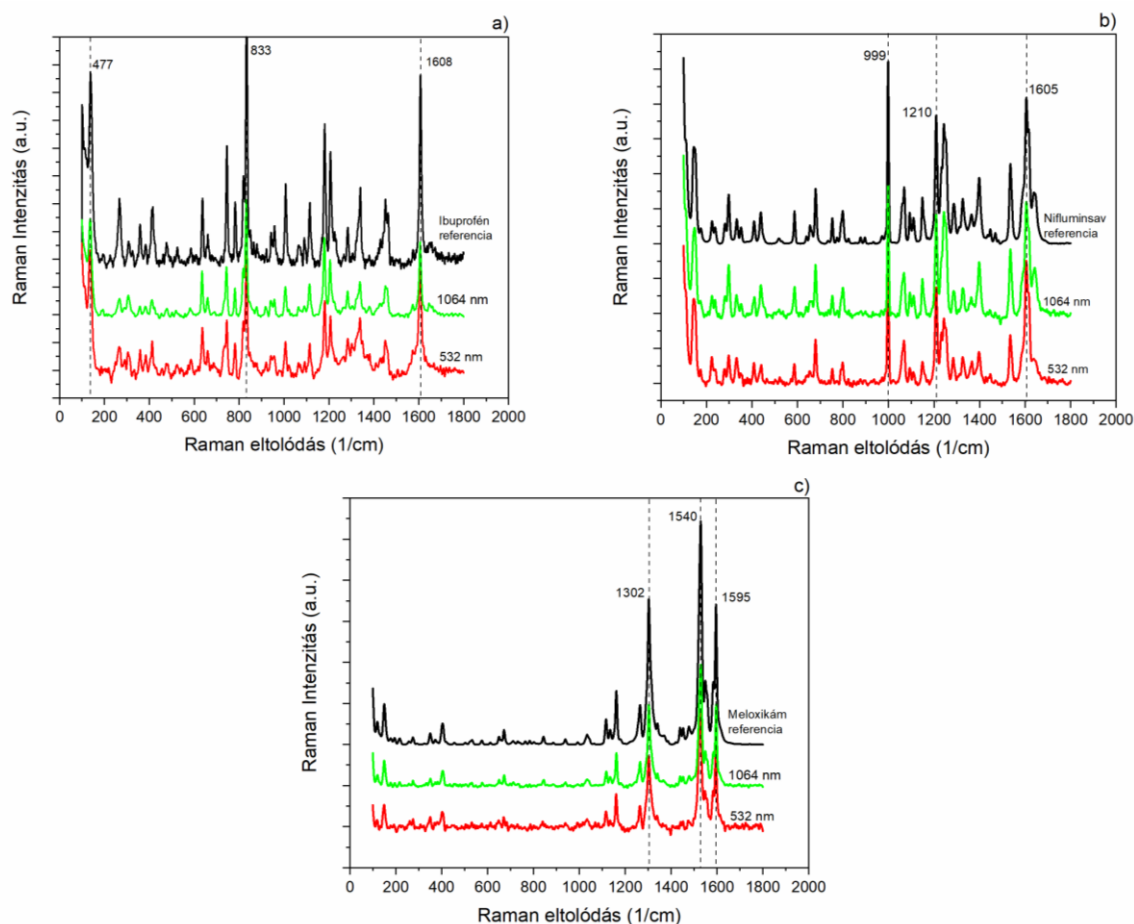 a)
477
833
1608
Ibuprofén
referencia
1064 nm
532 nm
Raman Intenzitás (a.u.)
0 200 400 600 800 1000 1200 1400 1600 1800 2000
Raman eltolódás (1/cm)
b)
999
1605
1210
Nifluminsav
referencia
1064 nm
532 nm
Raman Intenzitás (a.u.)
0 200 400 600 800 1000 1200 1400 1600 1800 2000
Raman eltolódás (1/cm)
c)
1540
1302
1595
Meloxikám
referencia
1064 nm
532 nm
Raman Intenzitás (a.u.)
0 200 400 600 800 1000 1200 1400 1600 1800 2000
Raman eltolódás (1/cm)